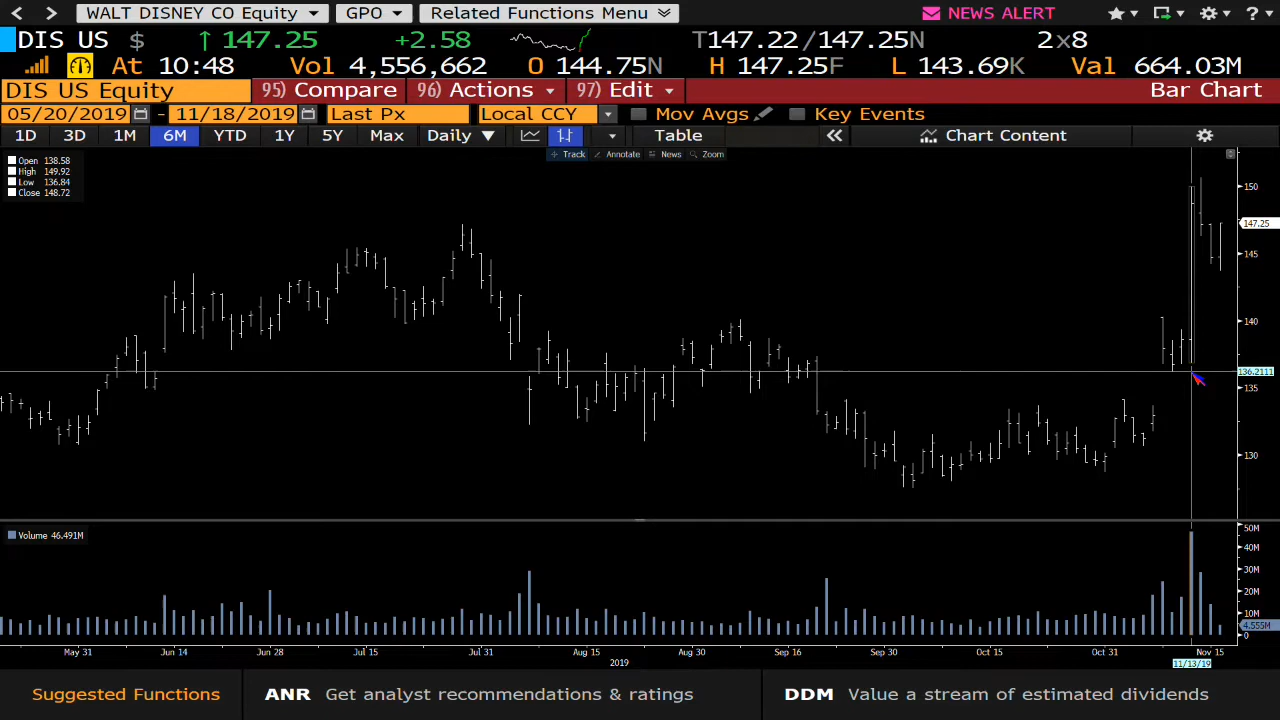 WALT DISNEY CO Equity GPO Related Functions Menu NEWS ALERT ?
DIS US $ ↑ 147.25 +2.58 T147.22/147.25N 2x8
At 10:48 Vol 4,556,662 O 144.75N H 147.25F L 143.69K Val 664.03M
DIS US Equity 95) Compare 96) Actions 97) Edit Bar Chart
05/20/2019 - 11/18/2019 Last Px Local CCY Mov Avgs Key Events
1D 3D 1M 6M YTD 1Y 5Y Max Daily Table Chart Content
Track Annotate News Zoom
Open 138.58
High 149.92
Low 136.84
Close 148.72
150
147.25
145
140
136.2111
135
130
Volume 46.491M
50M
40M
30M
20M
10M
4.555M
0
May 31 Jun 14 Jun 28 Jul 15 Jul 31 Aug 15 Aug 30 Sep 16 Sep 30 Oct 15 Oct 31 Nov 15
2019 11/13/19
Suggested Functions ANR Get analyst recommendations & ratings DDM Value a stream of estimated dividends